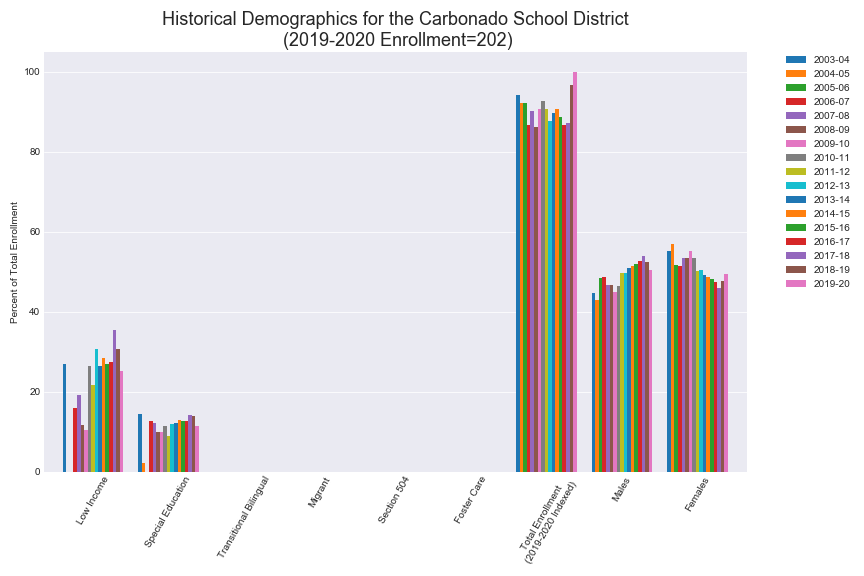 Historical Demographics for the Carbonado School District
(2019-2020 Enrollment=202)
Percent of Total Enrollment
100
80
60
40
20
0
Low Income
Special Education
Transitional Bilingual
Migrant
Section 504
Foster Care
Total Enrollment
(2019-2020 Indexed)
Males
Females
2003-04
2004-05
2005-06
2006-07
2007-08
2008-09
2009-10
2010-11
2011-12
2012-13
2013-14
2014-15
2015-16
2016-17
2017-18
2018-19
2019-20